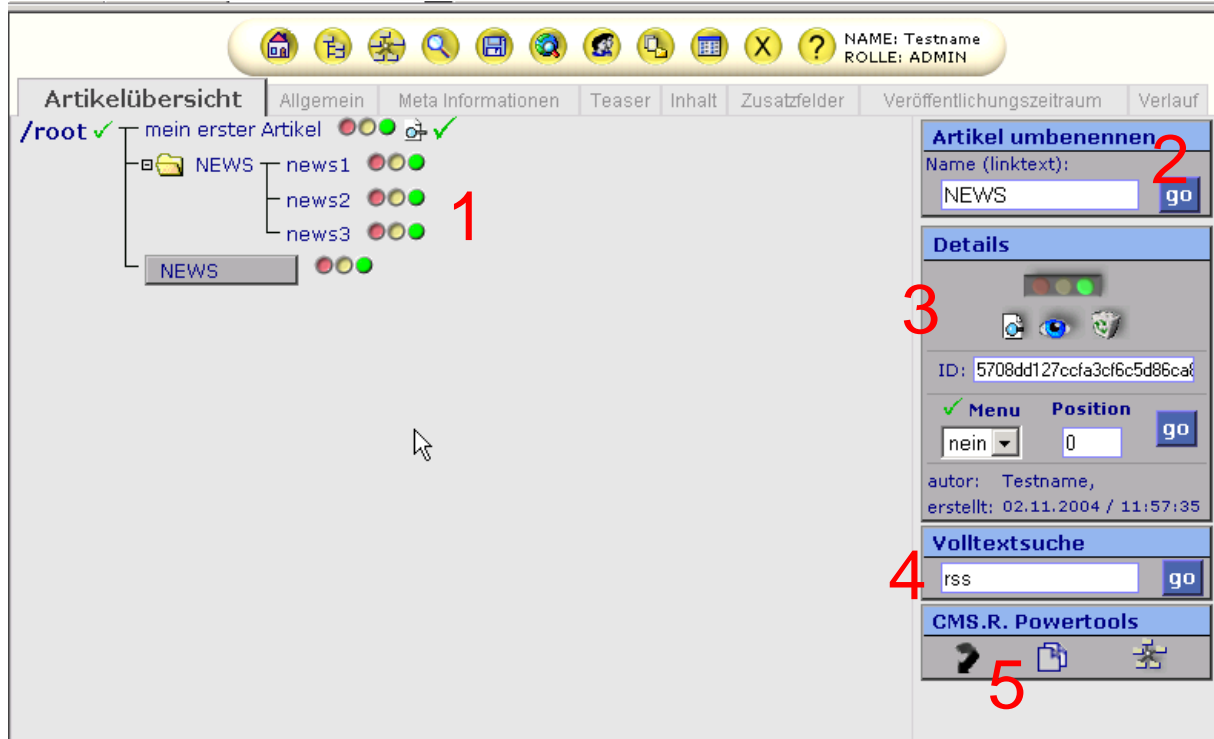 NAME: Testname
ROLLE: ADMIN
Artikelübersicht Allgemein Meta Informationen Teaser Inhalt Zusatzfelder Veröffentlichungszeitraum Verlauf
/root mein erster Artikel
NEWS news1
news2
news3
NEWS
1
Artikel umbenennen
Name (linktext):
NEWS go
2
Details
3
ID: 5708dd127ccfa3cf6c5d86ca8
Menu Position
nein 0 go
autor: Testname,
erstellt: 02.11.2004 / 11:57:35
Volltextsuche
4
rss go
CMS.R. Powertools
5